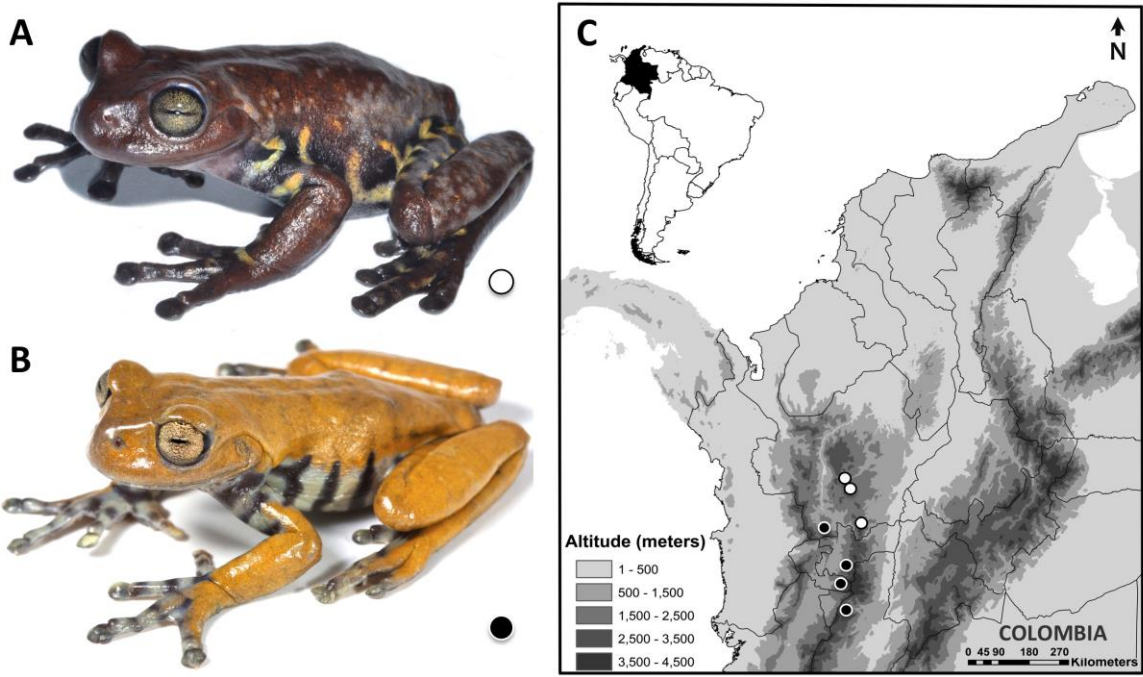 A
B
C
N
Altitude (meters)
1 - 500
500 - 1,500
1,500 - 2,500
2,500 - 3,500
3,500 - 4,500
COLOMBIA
0 45 90 180 270
Kilometers